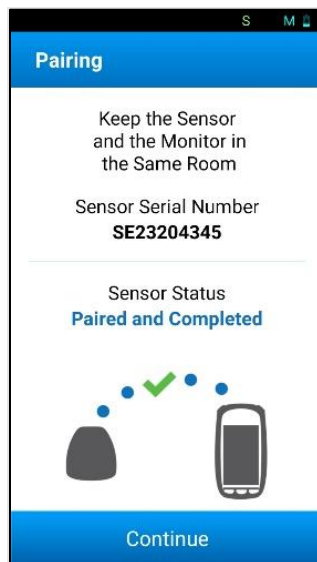 S M
Pairing
Keep the Sensor
and the Monitor in
the Same Room
Sensor Serial Number
SE23204345
Sensor Status
Paired and Completed
Continue